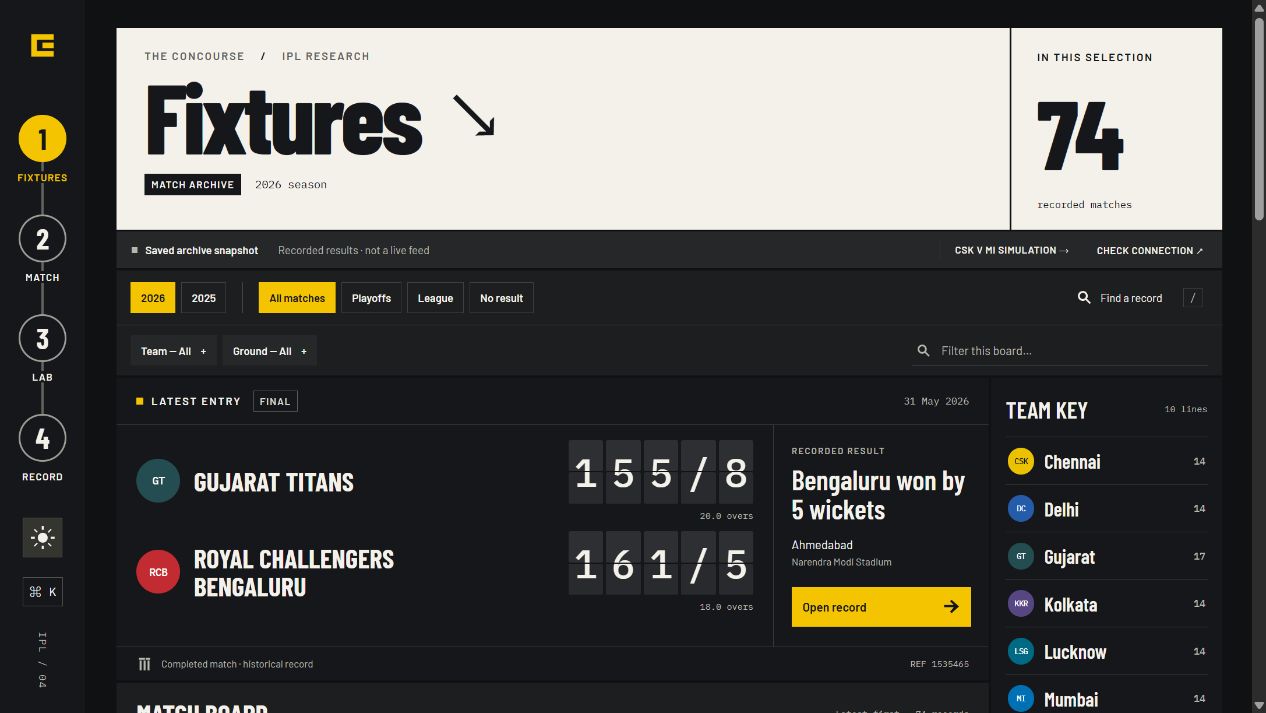 1
FIXTURES
2
MATCH
3
LAB
4
RECORD
⌘ K
IPL / 04
THE CONCOURSE / IPL RESEARCH
Fixtures ↘
MATCH ARCHIVE 2026 season
IN THIS SELECTION
74
recorded matches
Saved archive snapshot Recorded results · not a live feed
CSK V MI SIMULATION → CHECK CONNECTION ↗
2026 2025 All matches Playoffs League No result
Find a record /
Team — All + Ground — All +
Filter this board...
LATEST ENTRY FINAL 31 May 2026
GT GUJARAT TITANS 155/8
20.0 overs
RCB ROYAL CHALLENGERS
BENGALURU
161/5
18.0 overs
RECORDED RESULT
Bengaluru won by
5 wickets
Ahmedabad
Narendra Modi Stadium
Open record →
Completed match · historical record REF 1535465
MATCH BOARD
Latest first · 74 records
TEAM KEY 10 lines
CSK Chennai 14
DC Delhi 14
GT Gujarat 17
KKR Kolkata 14
LSG Lucknow 14
MI Mumbai 14